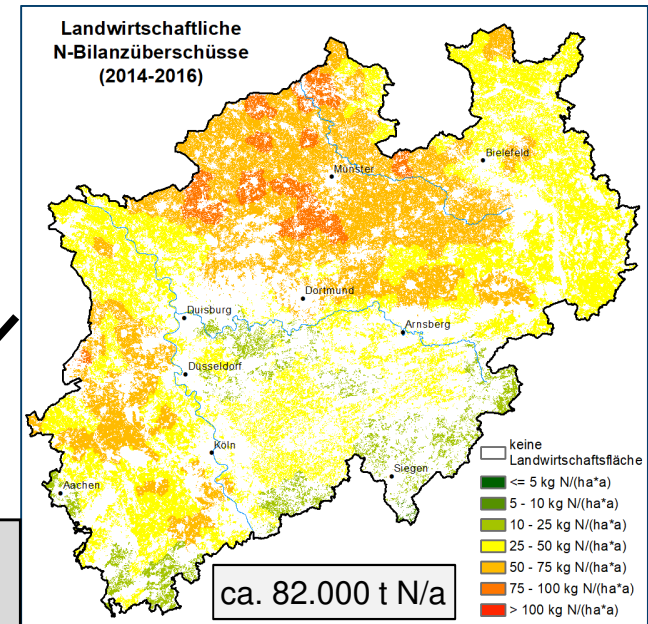 Landwirtschaftliche
N-Bilanzüberschüsse
(2014-2016)
Bielefeld
Münster
Dortmund
Duisburg
Arnsberg
Düsseldorf
Köln
Siegen
Aachen
keine
Landwirtschaftsfläche
<= 5 kg N/(ha*a)
5 - 10 kg N/(ha*a)
10 - 25 kg N/(ha*a)
25 - 50 kg N/(ha*a)
50 - 75 kg N/(ha*a)
75 - 100 kg N/(ha*a)
> 100 kg N/(ha*a)
ca. 82.000 t N/a